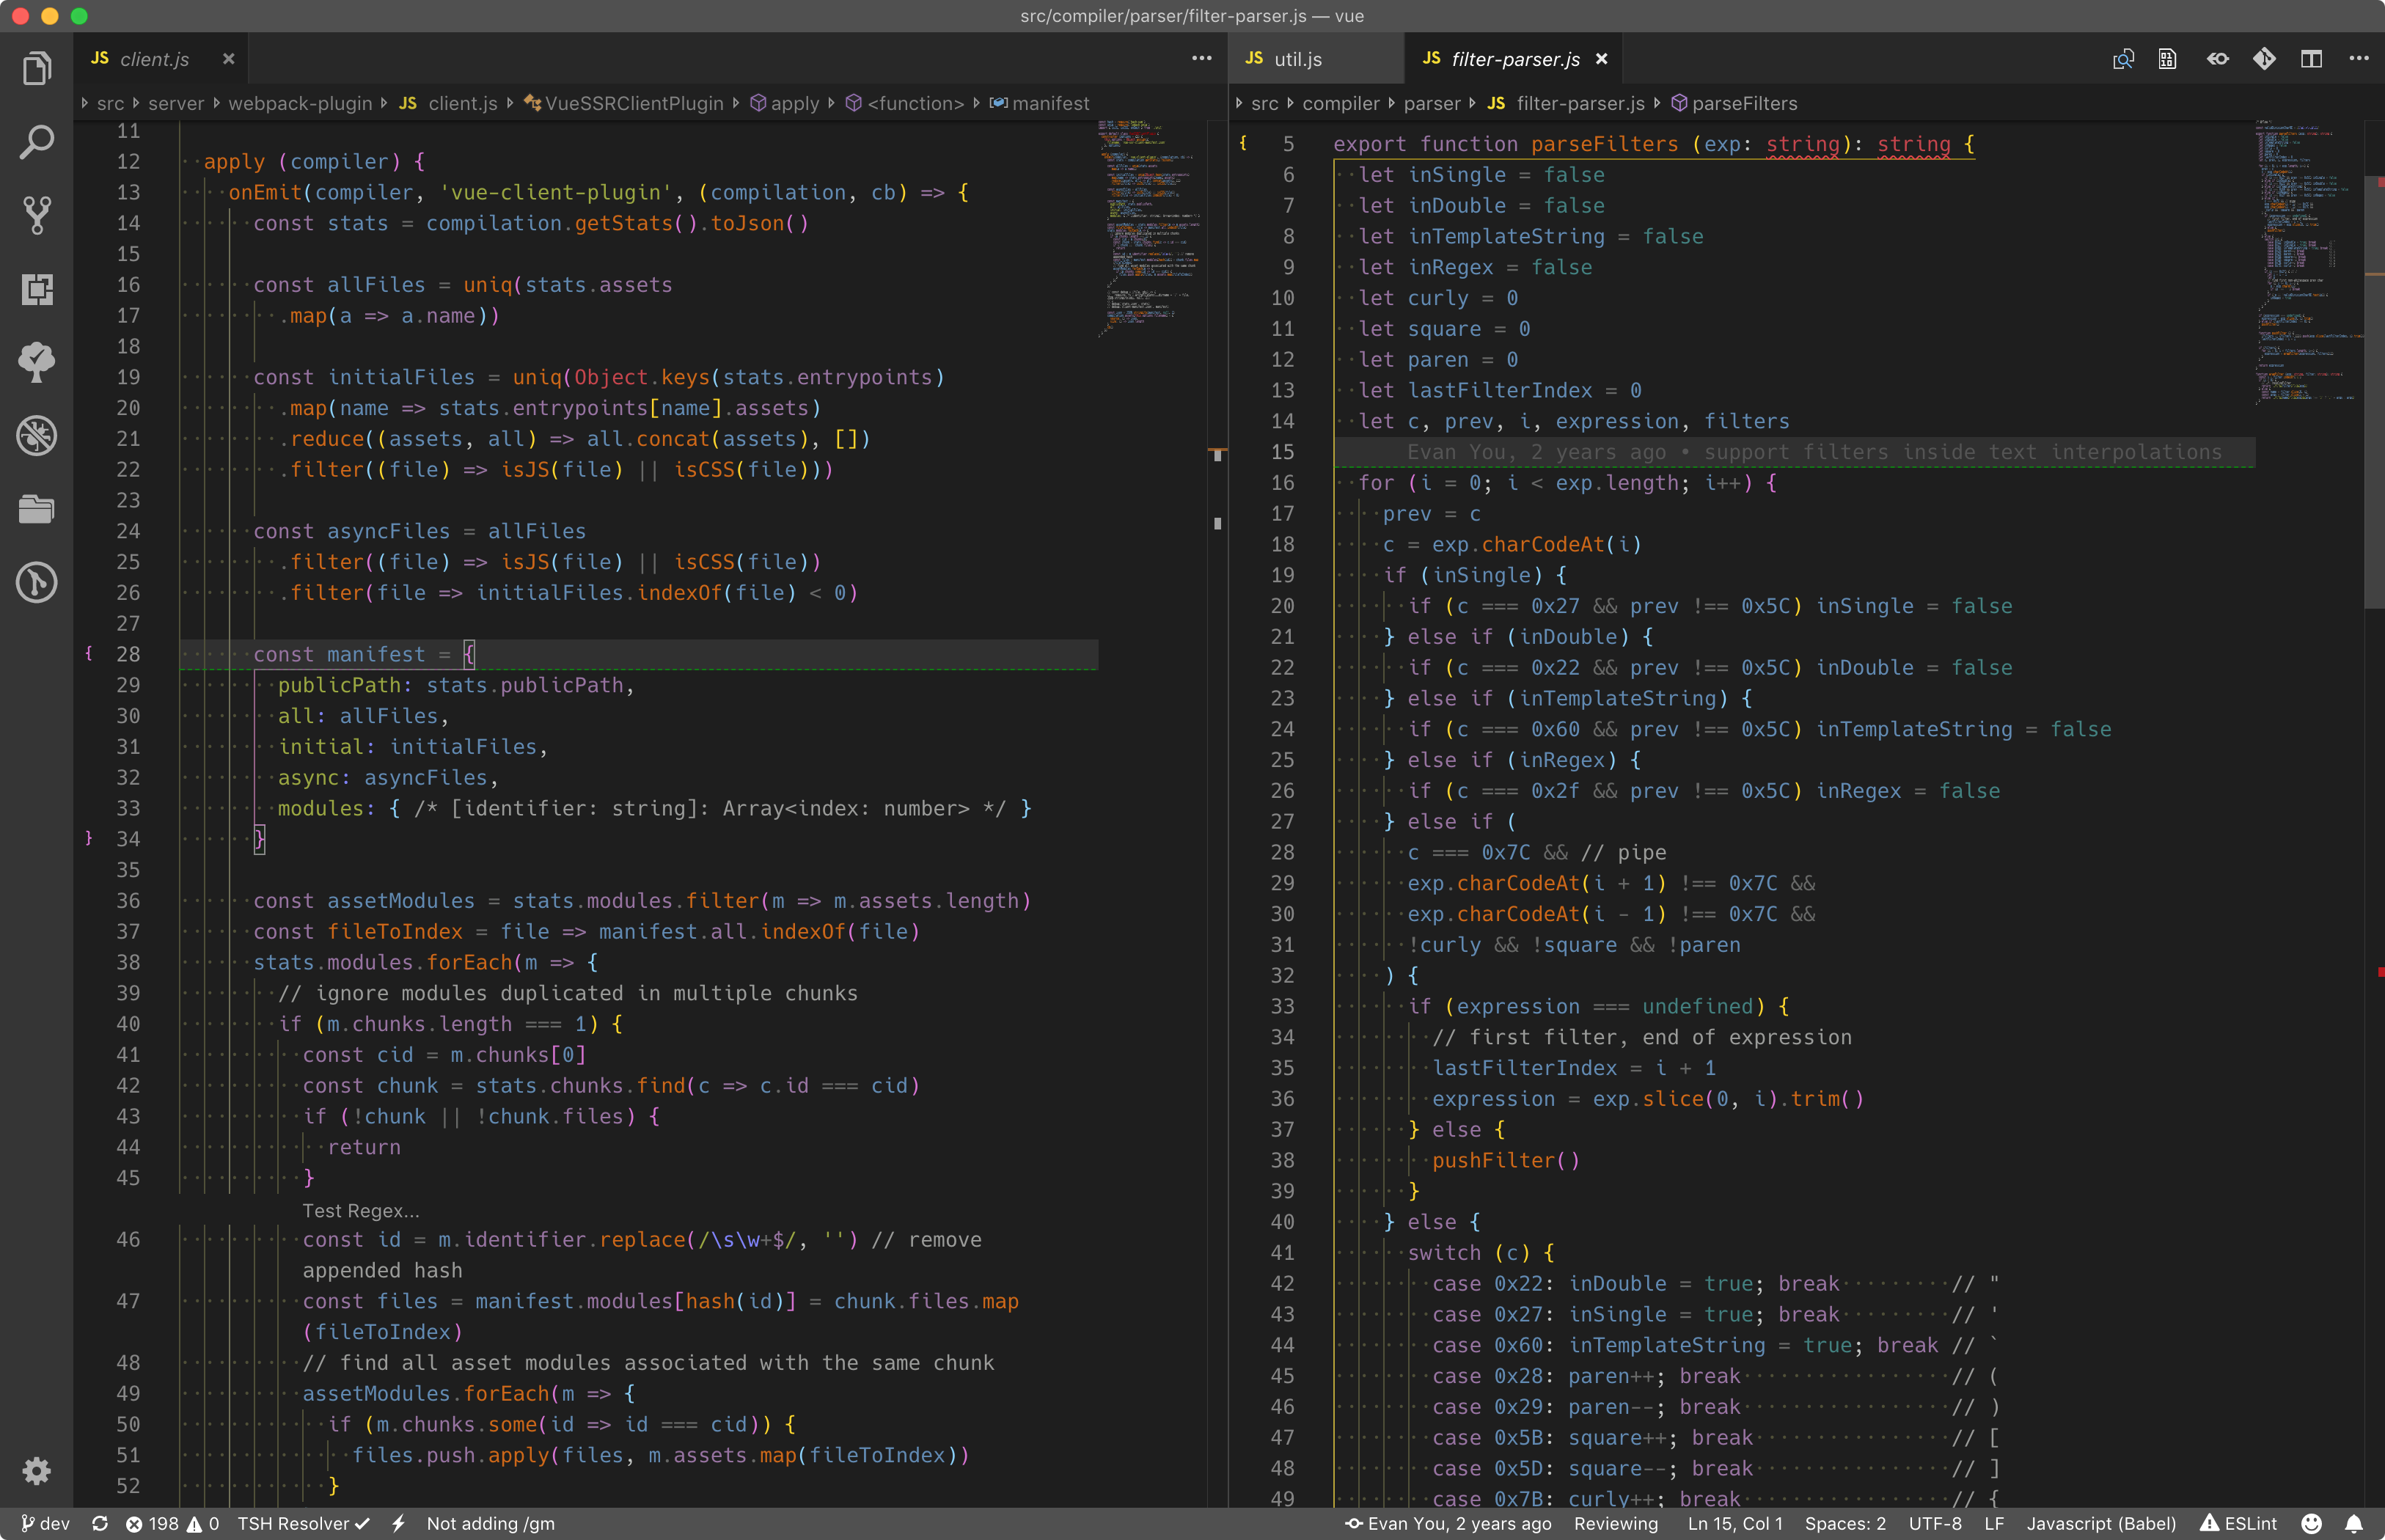 src/compiler/parser/filter-parser.js — vue
JS client.js ×
src server webpack-plugin JS client.js VueSSRClientPlugin apply <function> manifest
11
12 apply (compiler) {
13 onEmit(compiler, 'vue-client-plugin', (compilation, cb) => {
14 const stats = compilation.getStats().toJson()
15
16 const allFiles = uniq(stats.assets
17 .map(a => a.name))
18
19 const initialFiles = uniq(Object.keys(stats.entrypoints)
20 .map(name => stats.entrypoints[name].assets)
21 .reduce((assets, all) => all.concat(assets), [])
22 .filter((file) => isJS(file) || isCSS(file)))
23
24 const asyncFiles = allFiles
25 .filter((file) => isJS(file) || isCSS(file))
26 .filter(file => initialFiles.indexOf(file) < 0)
27
{ 28 const manifest = {
29 publicPath: stats.publicPath,
30 all: allFiles,
31 initial: initialFiles,
32 async: asyncFiles,
33 modules: { /* [identifier: string]: Array<index: number> */ }
} 34 }
35
36 const assetModules = stats.modules.filter(m => m.assets.length)
37 const fileToIndex = file => manifest.all.indexOf(file)
38 stats.modules.forEach(m => {
39 // ignore modules duplicated in multiple chunks
40 if (m.chunks.length === 1) {
41 const cid = m.chunks[0]
42 const chunk = stats.chunks.find(c => c.id === cid)
43 if (!chunk || !chunk.files) {
44 return
45 }
Test Regex...
46 const id = m.identifier.replace(/\s\w+$/, '') // remove
appended hash
47 const files = manifest.modules[hash(id)] = chunk.files.map
(fileToIndex)
48 // find all asset modules associated with the same chunk
49 assetModules.forEach(m => {
50 if (m.chunks.some(id => id === cid)) {
51 files.push.apply(files, m.assets.map(fileToIndex))
52 }
JS util.js JS filter-parser.js ×
src compiler parser JS filter-parser.js parseFilters
{ 5 export function parseFilters (exp: string): string {
6 let inSingle = false
7 let inDouble = false
8 let inTemplateString = false
9 let inRegex = false
10 let curly = 0
11 let square = 0
12 let paren = 0
13 let lastFilterIndex = 0
14 let c, prev, i, expression, filters
15 Evan You, 2 years ago • support filters inside text interpolations
16 for (i = 0; i < exp.length; i++) {
17 prev = c
18 c = exp.charCodeAt(i)
19 if (inSingle) {
20 if (c === 0x27 && prev !== 0x5C) inSingle = false
21 } else if (inDouble) {
22 if (c === 0x22 && prev !== 0x5C) inDouble = false
23 } else if (inTemplateString) {
24 if (c === 0x60 && prev !== 0x5C) inTemplateString = false
25 } else if (inRegex) {
26 if (c === 0x2f && prev !== 0x5C) inRegex = false
27 } else if (
28 c === 0x7C && // pipe
29 exp.charCodeAt(i + 1) !== 0x7C &&
30 exp.charCodeAt(i - 1) !== 0x7C &&
31 !curly && !square && !paren
32 ) {
33 if (expression === undefined) {
34 // first filter, end of expression
35 lastFilterIndex = i + 1
36 expression = exp.slice(0, i).trim()
37 } else {
38 pushFilter()
39 }
40 } else {
41 switch (c) {
42 case 0x22: inDouble = true; break // "
43 case 0x27: inSingle = true; break // '
44 case 0x60: inTemplateString = true; break // `
45 case 0x28: paren++; break // (
46 case 0x29: paren--; break // )
47 case 0x5B: square++; break // [
48 case 0x5D: square--; break // ]
49 case 0x7B: curly++; break // {
dev 198 0 TSH Resolver ✓ Not adding /gm Evan You, 2 years ago Reviewing Ln 15, Col 1 Spaces: 2 UTF-8 LF Javascript (Babel) ESLint